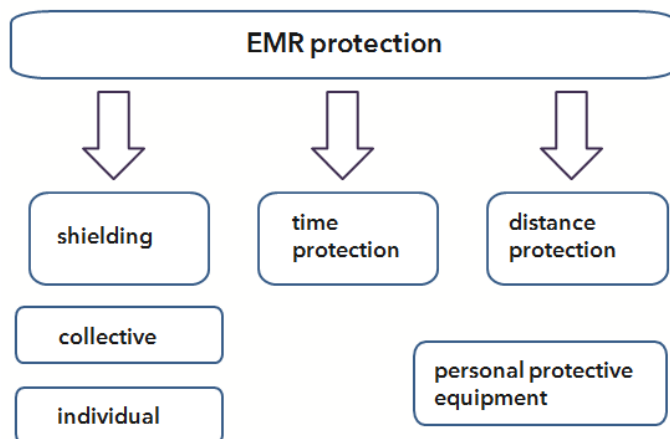 EMR protection
shielding
time
protection
distance
protection
collective
personal protective
equipment
individual